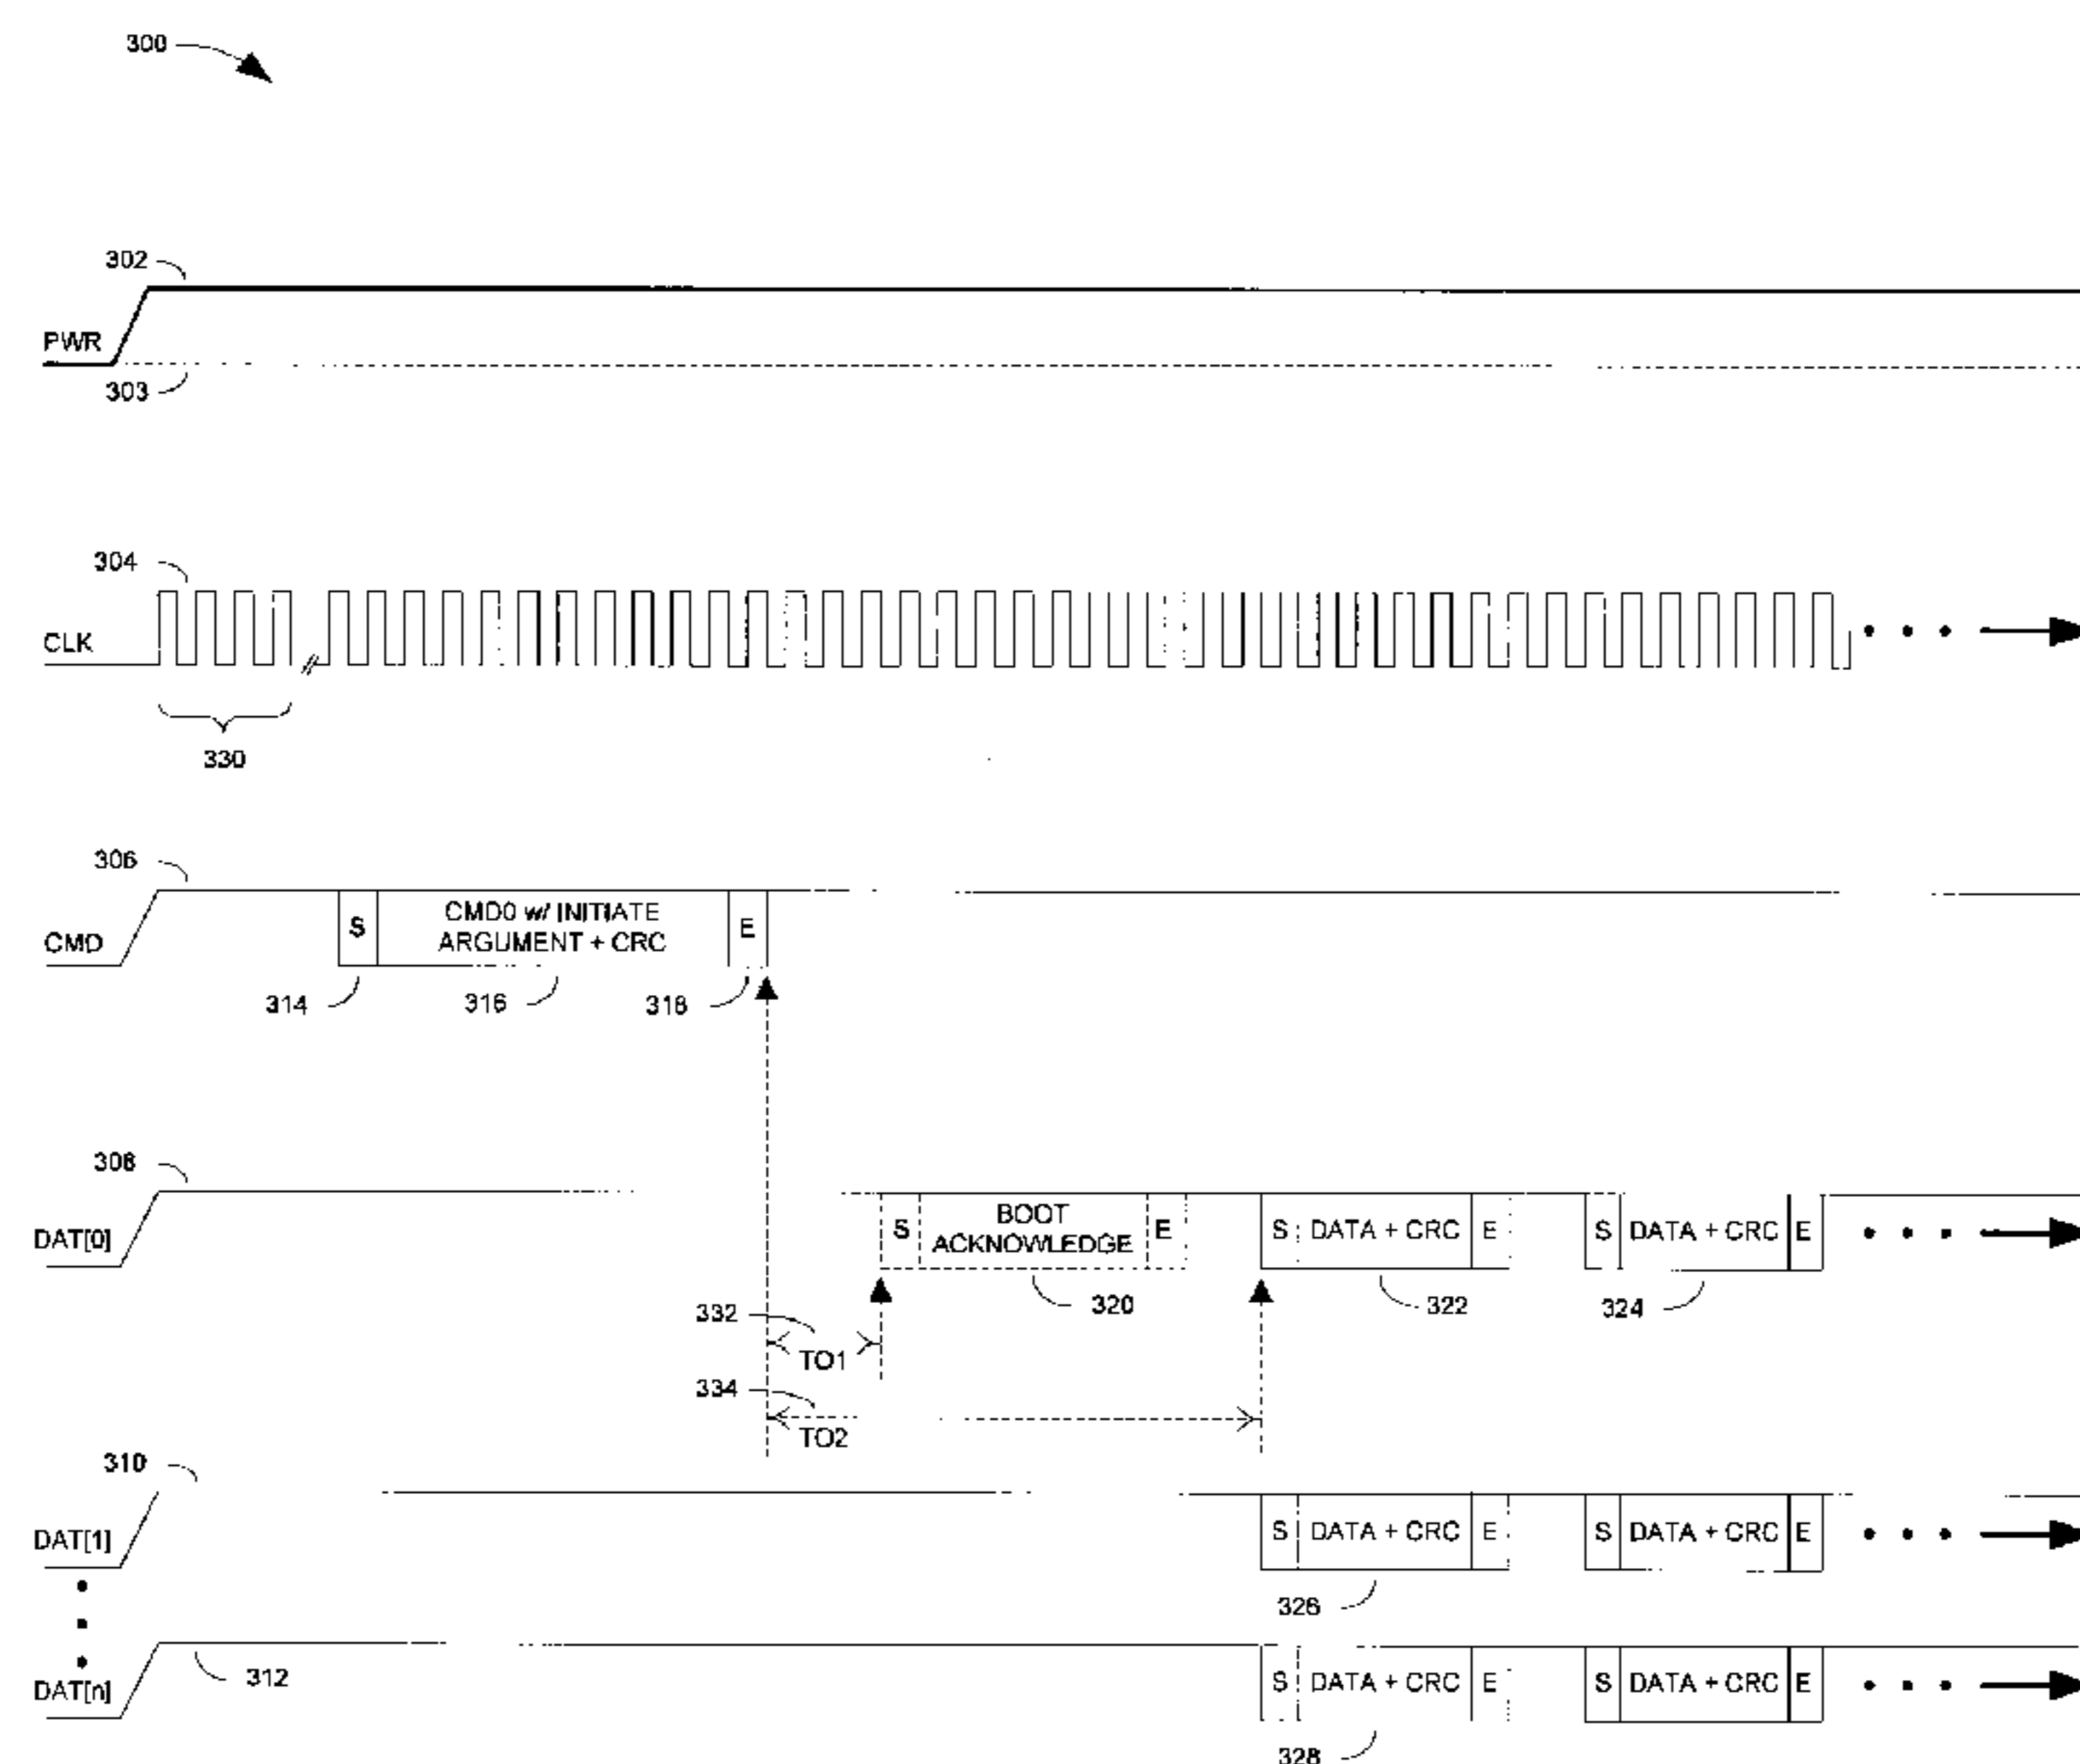 300
302
PWR
303
304
CLK
330
306
CMD
S
CMD0 w/ INITIATE
ARGUMENT + CRC
E
314
316
318
308
DAT[0]
S
BOOT
ACKNOWLEDGE
E
S
DATA + CRC
E
S
DATA + CRC
E
320
322
324
332
TO1
334
TO2
310
DAT[1]
S
DATA + CRC
E
S
DATA + CRC
E
326
312
DAT[n]
S
DATA + CRC
E
S
DATA + CRC
E
328